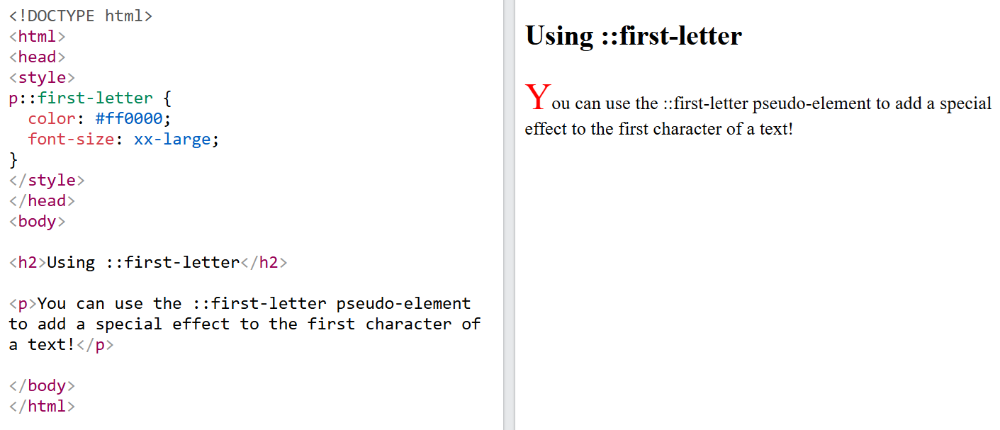 <!DOCTYPE html>
<html>
<head>
<style>
p::first-letter {
  color: #ff0000;
  font-size: xx-large;
}
</style>
</head>
<body>

<h2>Using ::first-letter</h2>

<p>You can use the ::first-letter pseudo-element
to add a special effect to the first character of
a text!</p>

</body>
</html>
Using ::first-letter
You can use the ::first-letter pseudo-element to add a special
effect to the first character of a text!